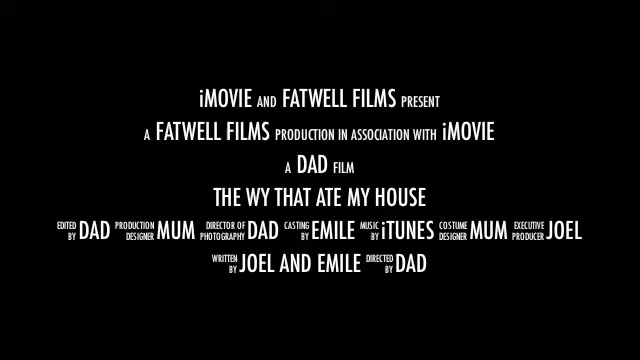 iMOVIE AND FATWELL FILMS PRESENT
A FATWELL FILMS PRODUCTION IN ASSOCIATION WITH iMOVIE
A DAD FILM
THE WY THAT ATE MY HOUSE
EDITED BY DAD PRODUCTION DESIGNER MUM DIRECTOR OF PHOTOGRAPHY DAD CASTING BY EMILE MUSIC BY iTUNES COSTUME DESIGNER MUM EXECUTIVE PRODUCER JOEL
WRITTEN BY JOEL AND EMILE DIRECTED BY DAD